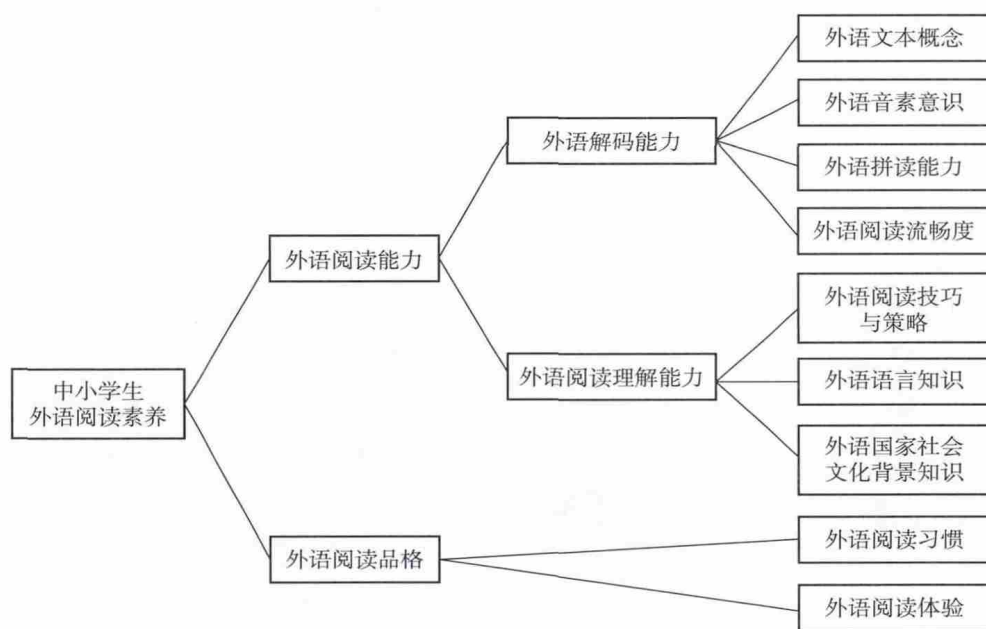 外语文本概念
外语音素意识
外语解码能力
外语拼读能力
外语阅读流畅度
外语阅读能力
外语阅读技巧
与策略
外语阅读理解能力
外语语言知识
中小学生
外语阅读素养
外语国家社会
文化背景知识
外语阅读习惯
外语阅读品格
外语阅读体验